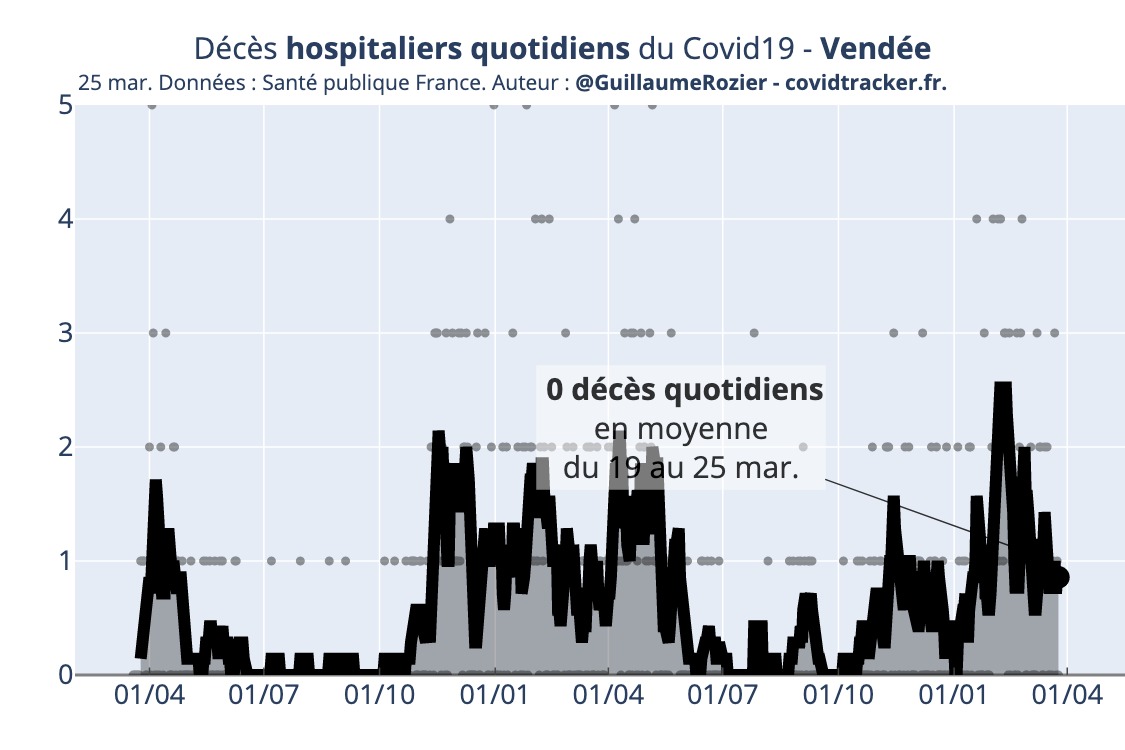 Décès hospitaliers quotidiens du Covid19 - Vendée
25 mar. Données : Santé publique France. Auteur : @GuillaumeRozier - covidtracker.fr.
5
4
3
0 décès quotidiens
en moyenne
2
du 19 au 25 mar.
1
0
01/04 01/07 01/10 01/01 01/04 01/07 01/10 01/01 01/04